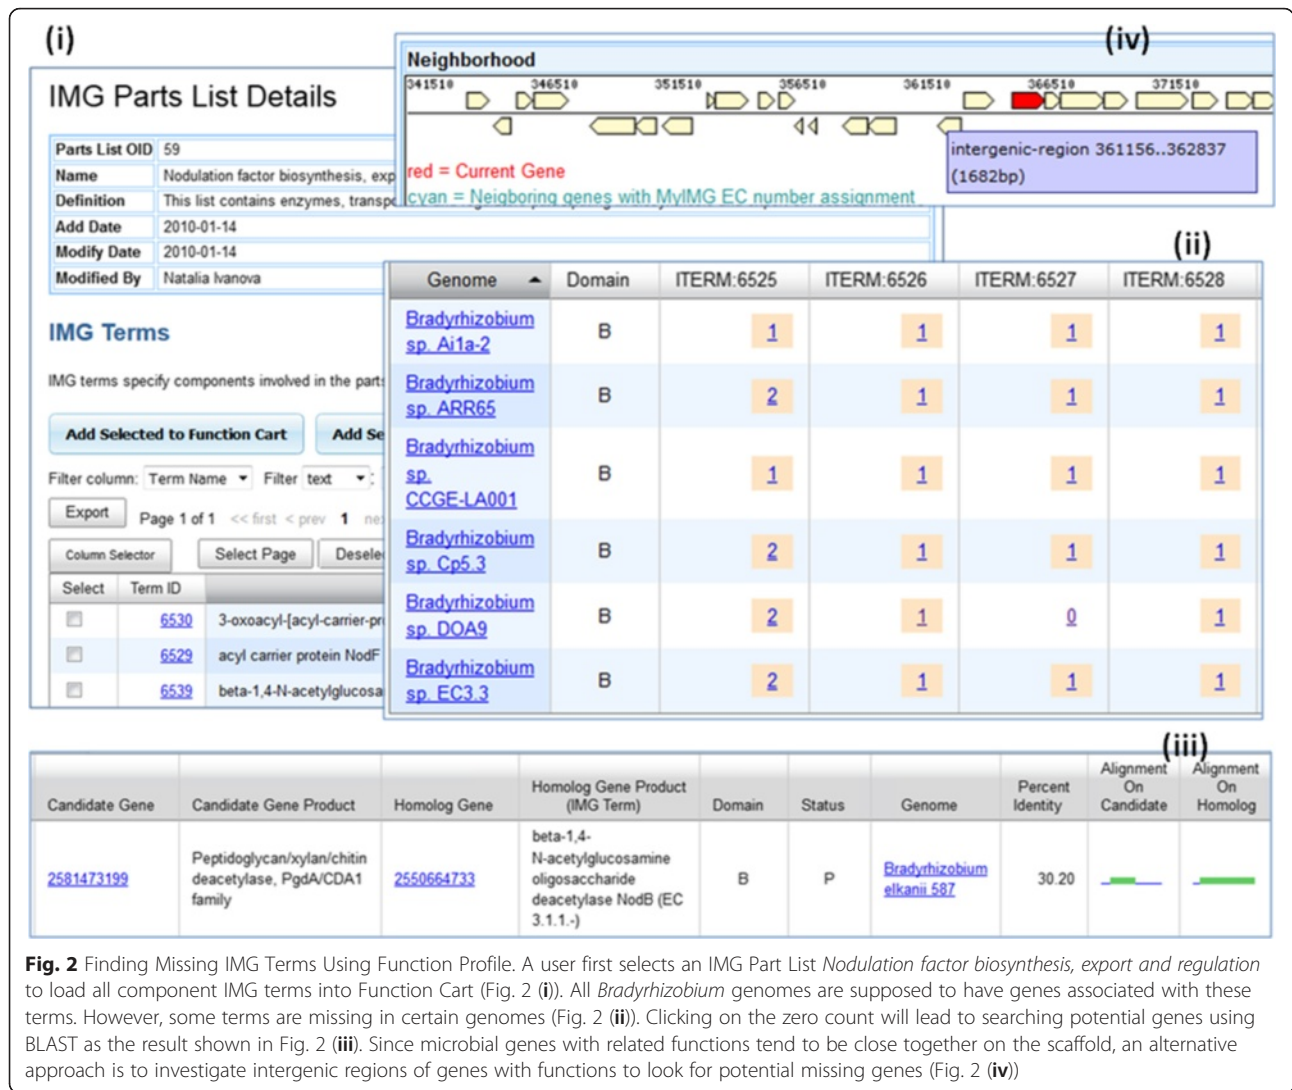 (i)
IMG Parts List Details
Parts List OID 59
Name Nodulation factor biosynthesis, exp
Definition This list contains enzymes, transpo
Add Date 2010-01-14
Modify Date 2010-01-14
Modified By Natalia Ivanova
IMG Terms
IMG terms specify components involved in the parts
Add Selected to Function Cart Add Se
Filter column: Term Name Filter text :
Export Page 1 of 1 << first < prev 1 ne
Column Selector Select Page Desele
Select Term ID
6530 3-oxoacyl-[acyl-carrier-pr
6529 acyl carrier protein NodF
6539 beta-1,4-N-acetylglucosa
(iv)
Neighborhood
341510 346510 351510 356510 361510 366510 371510
intergenic-region 361156..362837
(1682bp)
red = Current Gene
cyan = Neigboring genes with MyIMG EC number assignment
(ii)
Genome Domain ITERM:6525 ITERM:6526 ITERM:6527 ITERM:6528
Bradyrhizobium
sp. Ai1a-2 B 1 1 1 1
Bradyrhizobium
sp. ARR65 B 2 1 1 1
Bradyrhizobium
sp.
CCGE-LA001 B 1 1 1 1
Bradyrhizobium
sp. Cp5.3 B 2 1 1 1
Bradyrhizobium
sp. DOA9 B 2 1 0 1
Bradyrhizobium
sp. EC3.3 B 2 1 1 1
(iii)
Candidate Gene Candidate Gene Product Homolog Gene Homolog Gene Product (IMG Term) Domain Status Genome Percent Identity Alignment On Candidate Alignment On Homolog
2581473199 Peptidoglycan/xylan/chitin deacetylase, PgdA/CDA1 family 2550664733 beta-1,4-N-acetylglucosamine oligosaccharide deacetylase NodB (EC 3.1.1.-) B P Bradyrhizobium elkanii 587 30.20
Fig. 2 Finding Missing IMG Terms Using Function Profile. A user first selects an IMG Part List Nodulation factor biosynthesis, export and regulation
to load all component IMG terms into Function Cart (Fig. 2 (i)). All Bradyrhizobium genomes are supposed to have genes associated with these
terms. However, some terms are missing in certain genomes (Fig. 2 (ii)). Clicking on the zero count will lead to searching potential genes using
BLAST as the result shown in Fig. 2 (iii). Since microbial genes with related functions tend to be close together on the scaffold, an alternative
approach is to investigate intergenic regions of genes with functions to look for potential missing genes (Fig. 2 (iv))